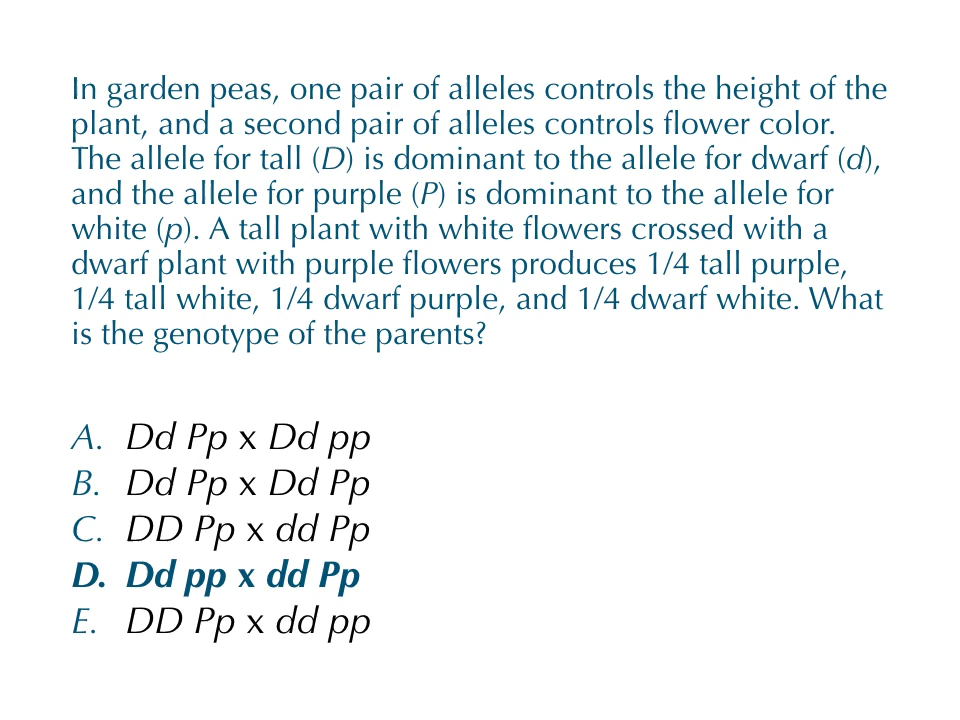 In garden peas, one pair of alleles controls the height of the
plant, and a second pair of alleles controls flower color.
The allele for tall (D) is dominant to the allele for dwarf (d),
and the allele for purple (P) is dominant to the allele for
white (p). A tall plant with white flowers crossed with a
dwarf plant with purple flowers produces 1/4 tall purple,
1/4 tall white, 1/4 dwarf purple, and 1/4 dwarf white. What
is the genotype of the parents?
A. Dd Pp x Dd pp
B. Dd Pp x Dd Pp
C. DD Pp x dd Pp
D. Dd pp x dd Pp
E. DD Pp x dd pp